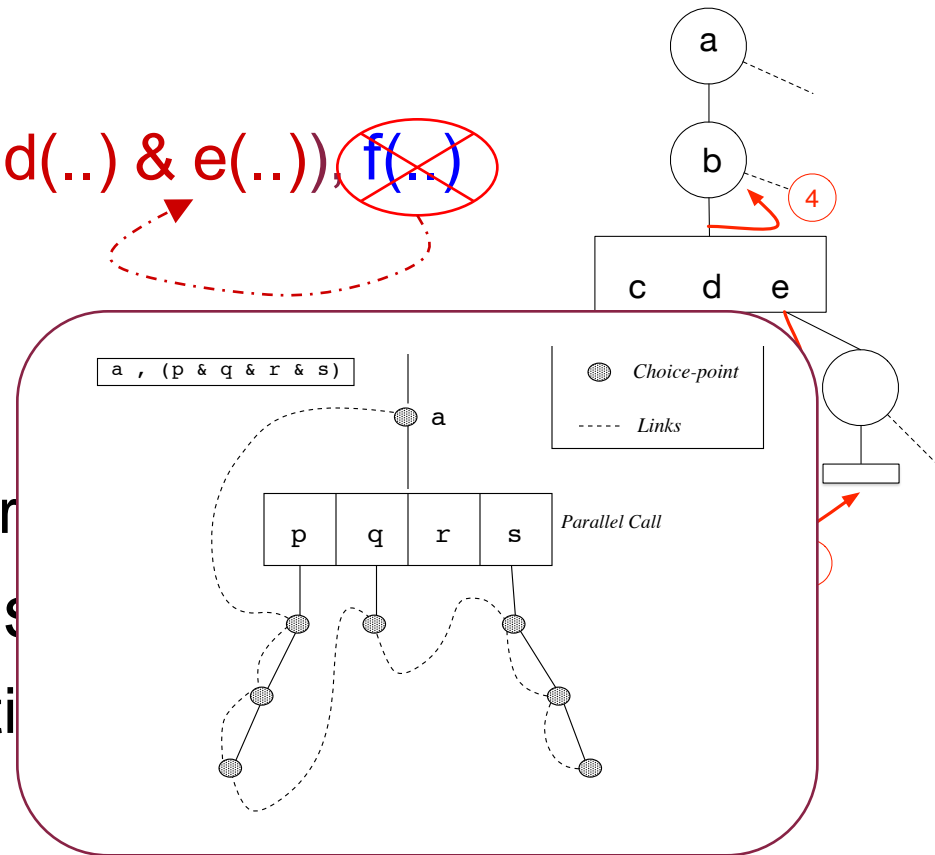 d(..) & e(..)), f(..)
a
b
4
c d e
a , (p & q & r & s)
Choice-point
Links
a
p q r s
Parallel Call